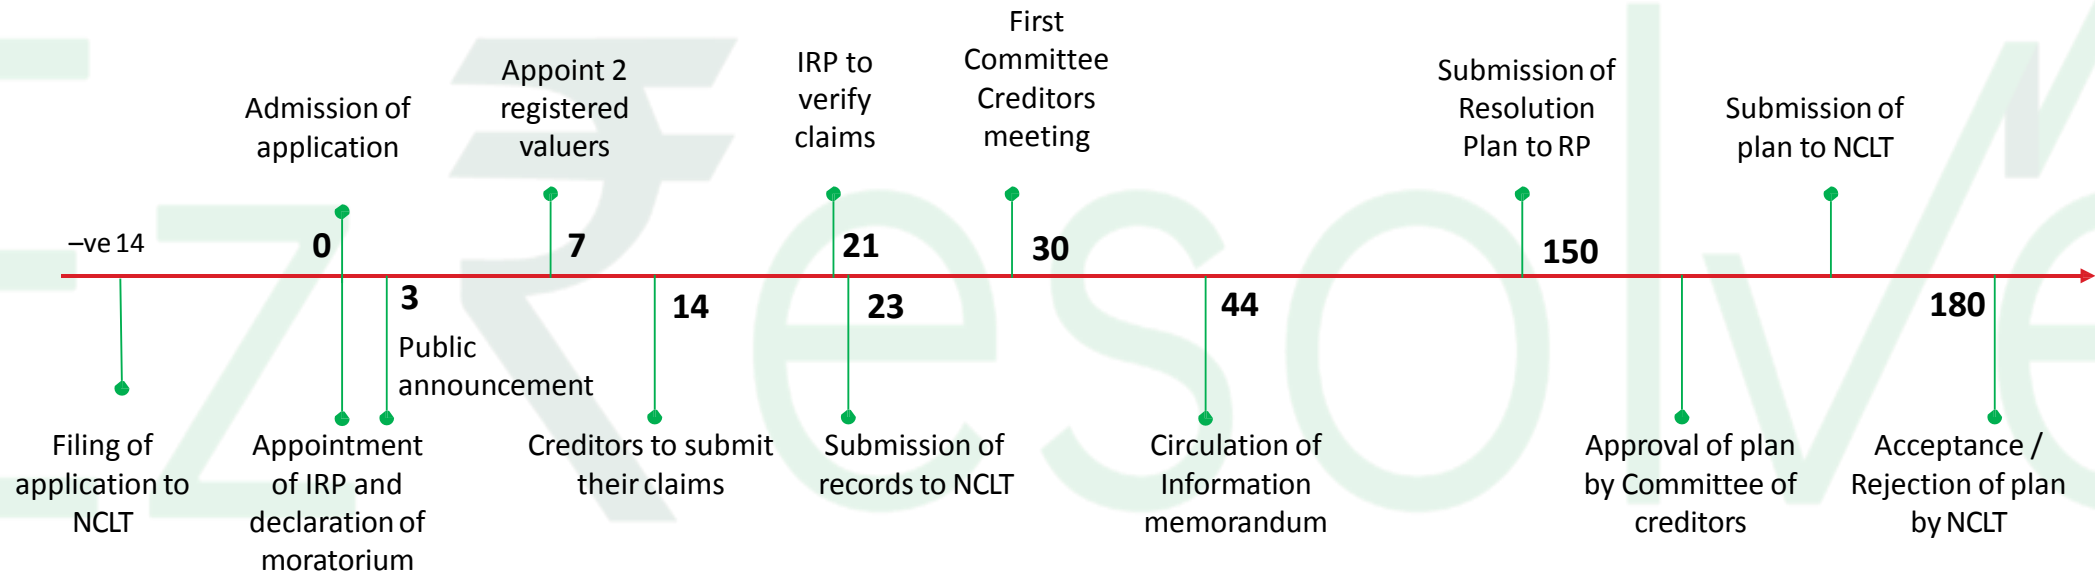 First
Committee
Creditors
meeting
IRP to
verify
claims
Appoint 2
registered
valuers
Submission of
Resolution
Plan to RP
Admission of
application
Submission of
plan to NCLT
–ve 14
0
7
21
30
150
3
14
23
44
180
Public
announcement
Filing of
application to
NCLT
Appointment
of IRP and
declaration of
moratorium
Creditors to submit
their claims
Submission of
records to NCLT
Circulation of
Information
memorandum
Approval of plan
by Committee of
creditors
Acceptance /
Rejection of plan
by NCLT
Ez₹esolve